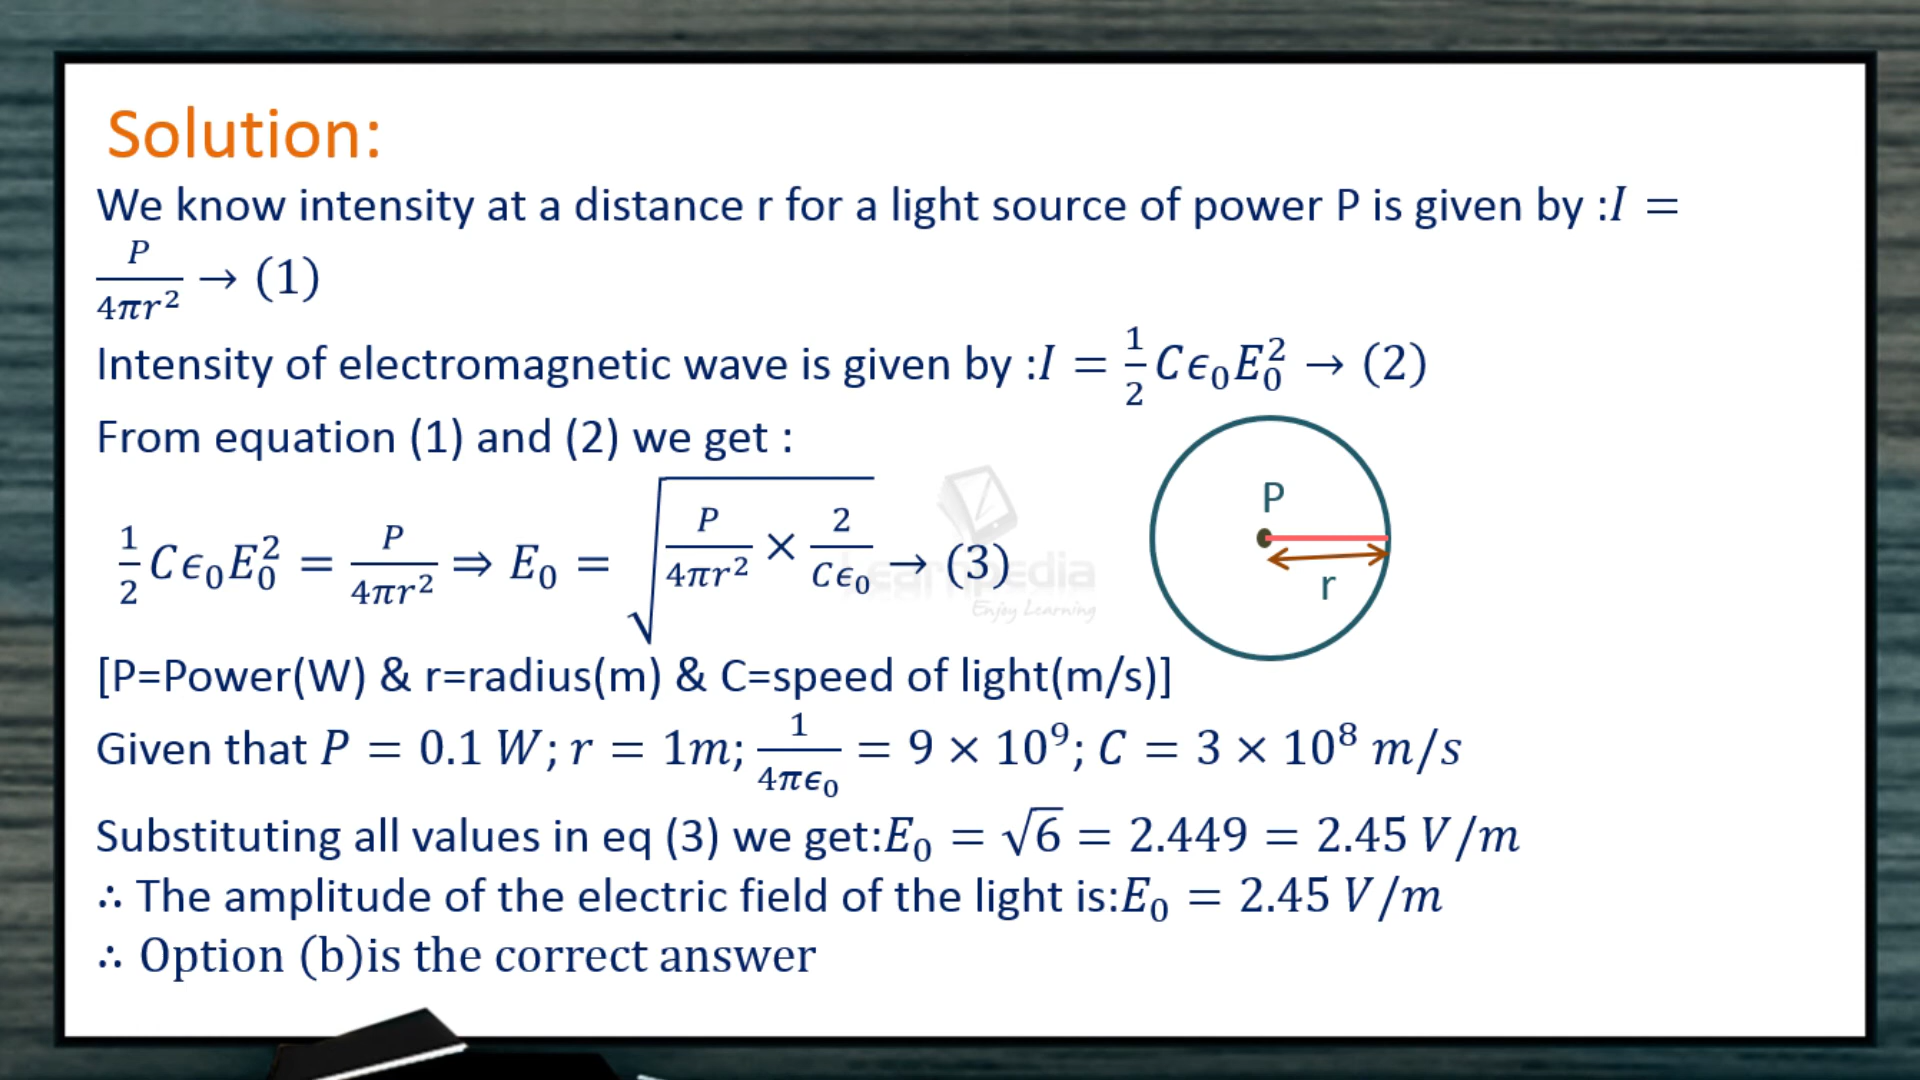 Solution:
We know intensity at a distance r for a light source of power P is given by :I =
P/4πr² → (1)
Intensity of electromagnetic wave is given by :I = 1/2 Cϵ₀E₀² → (2)
From equation (1) and (2) we get :
1/2 Cϵ₀E₀² = P/4πr² ⇒ E₀ = √(P/4πr² × 2/Cϵ₀) → (3)
P
r
Learnpedia
Enjoy Learning
[P=Power(W) & r=radius(m) & C=speed of light(m/s)]
Given that P = 0.1 W; r = 1m; 1/4πϵ₀ = 9 × 10⁹; C = 3 × 10⁸ m/s
Substituting all values in eq (3) we get:E₀ = √6 = 2.449 = 2.45 V/m
∴ The amplitude of the electric field of the light is:E₀ = 2.45 V/m
∴ Option (b)is the correct answer